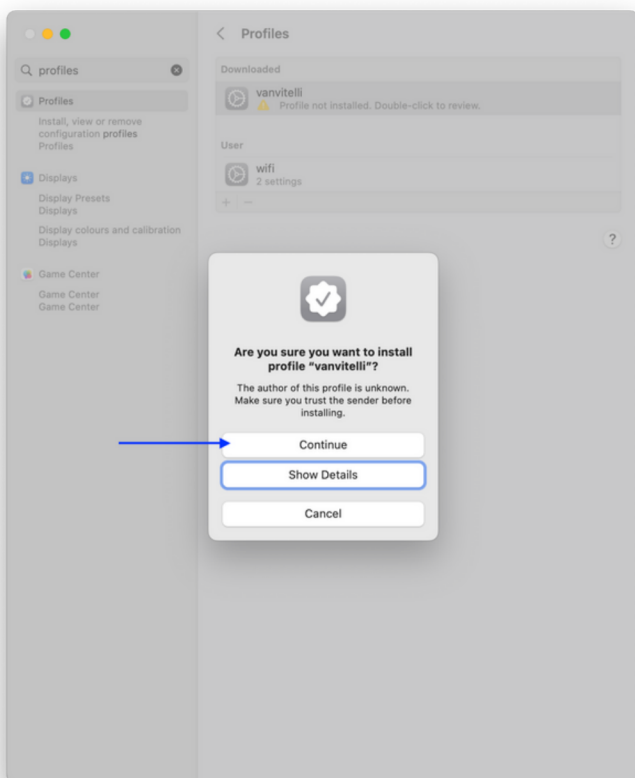 Profiles
profiles
Downloaded
Profiles
vanvitelli
Profile not installed. Double-click to review.
Install, view or remove
configuration profiles
Profiles
User
wifi
2 settings
Displays
Display Presets
Displays
+ −
Display colours and calibration
Displays
?
Game Center
Game Center
Game Center
Are you sure you want to install
profile “vanvitelli”?
The author of this profile is unknown.
Make sure you trust the sender before
installing.
Continue
Show Details
Cancel